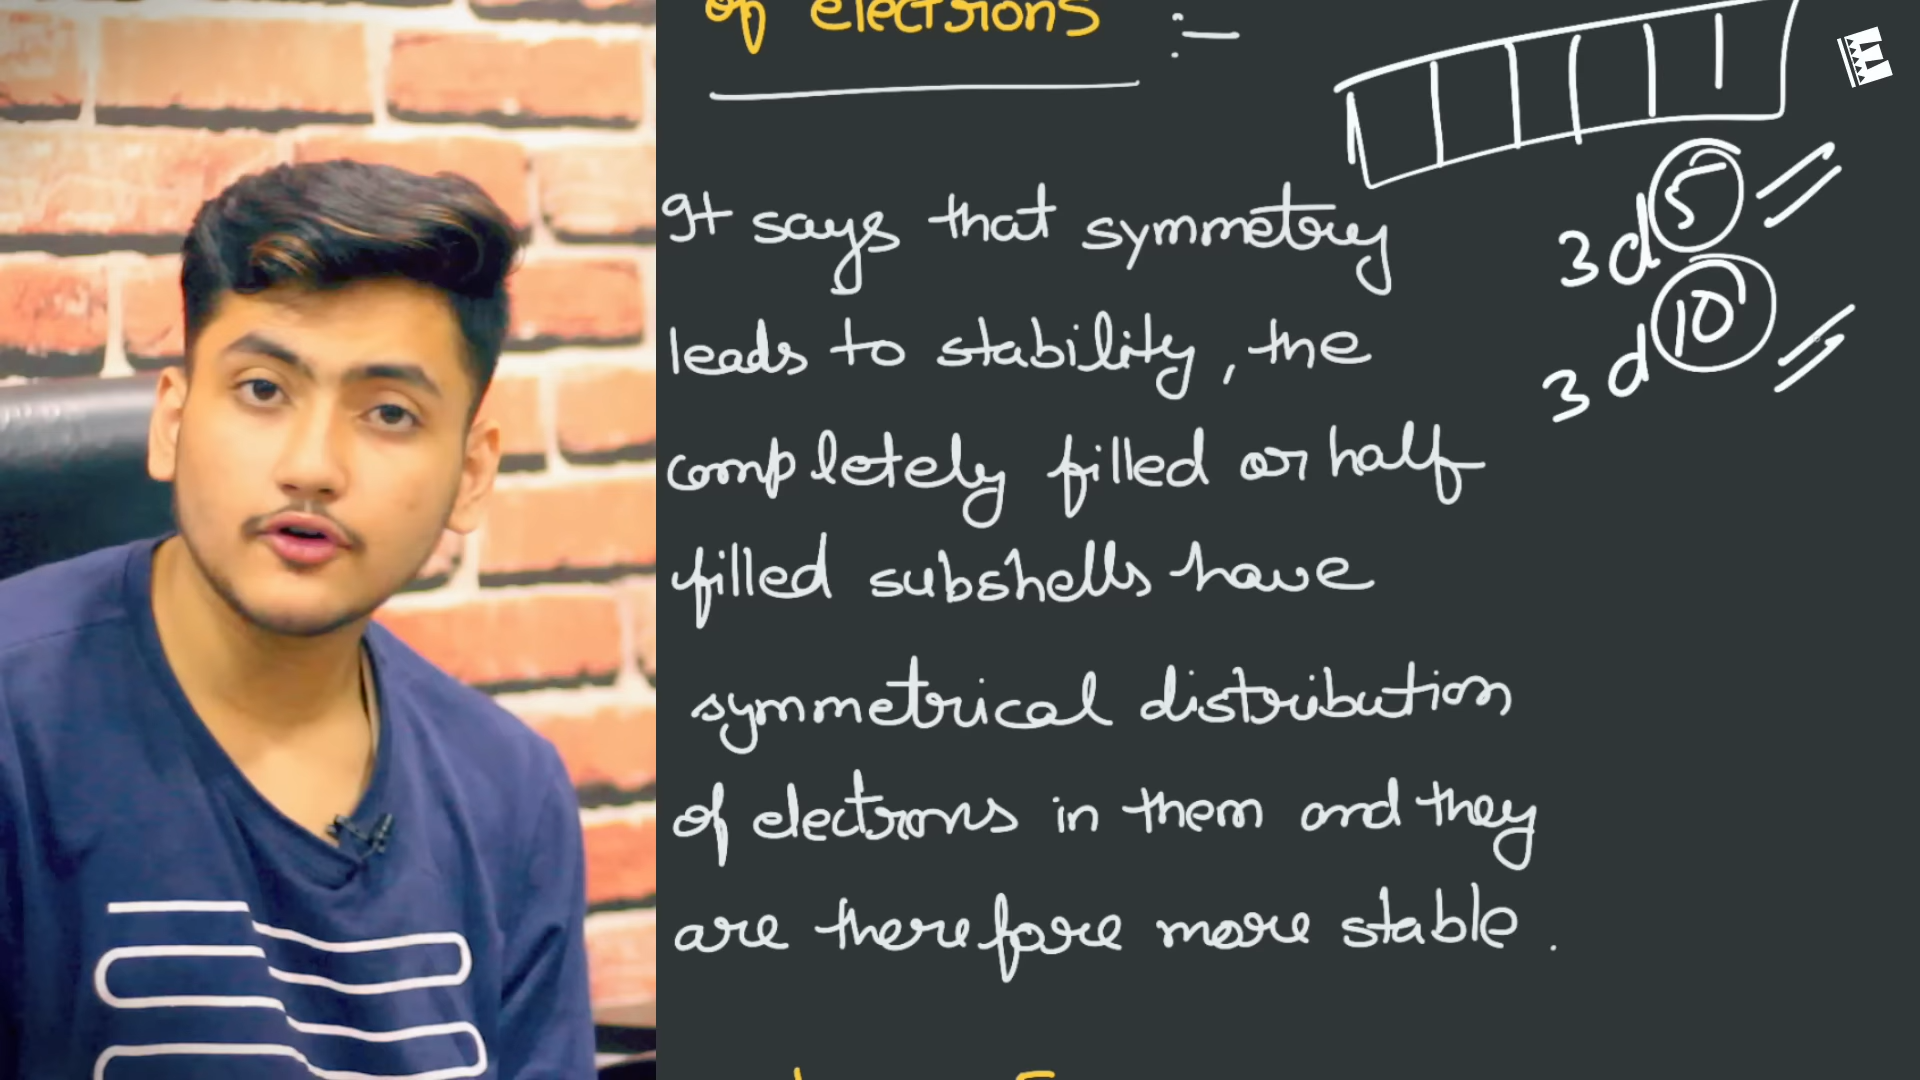 of electrons :-
It says that symmetry
leads to stability, the
completely filled or half
filled subshells have
symmetrical distribution
of electrons in them and they
are therefore more stable.
3d⁵
3d¹⁰
E